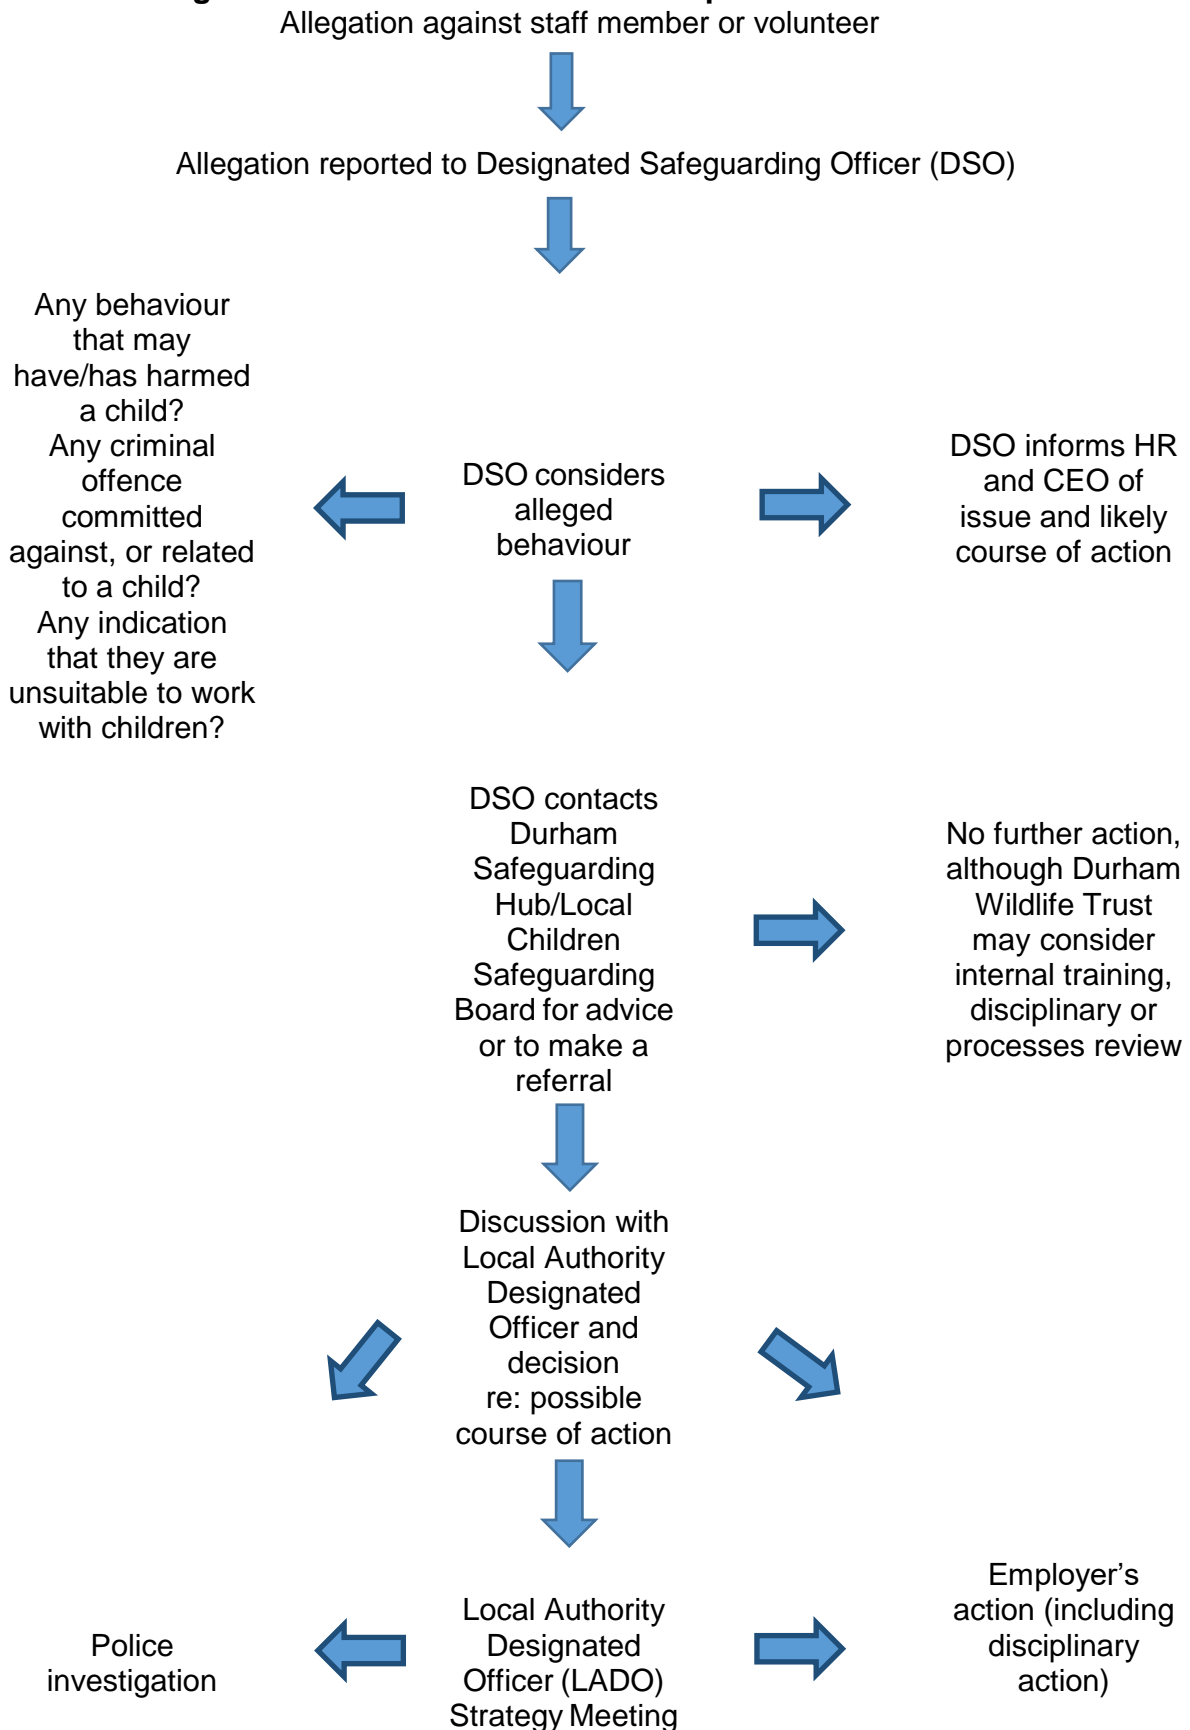 Allegation against staff member or volunteer
Allegation reported to Designated Safeguarding Officer (DSO)
Any behaviour
that may
have/has harmed
a child?
Any criminal
offence
committed
against, or related
to a child?
Any indication
that they are
unsuitable to work
with children?
DSO considers
alleged
behaviour
DSO informs HR
and CEO of
issue and likely
course of action
DSO contacts
Durham
Safeguarding
Hub/Local
Children
Safeguarding
Board for advice
or to make a
referral
No further action,
although Durham
Wildlife Trust
may consider
internal training,
disciplinary or
processes review
Discussion with
Local Authority
Designated
Officer and
decision
re: possible
course of action
Police
investigation
Local Authority
Designated
Officer (LADO)
Strategy Meeting
Employer’s
action (including
disciplinary
action)